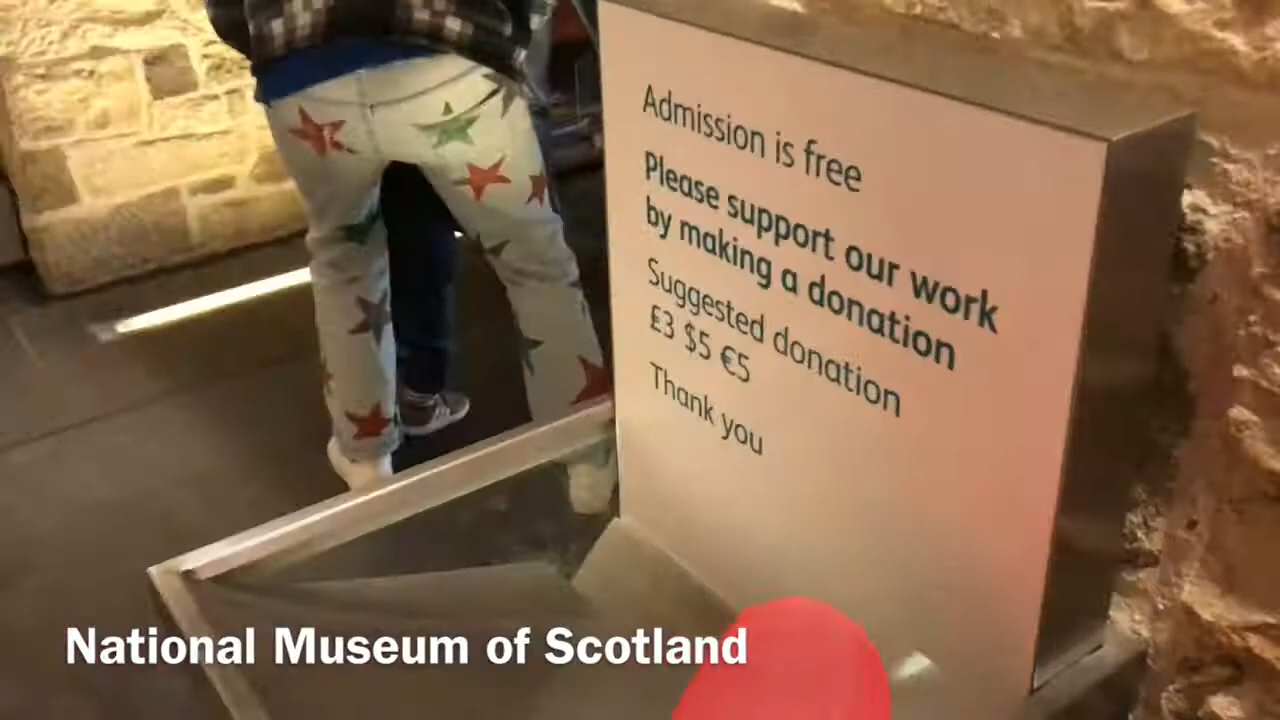 Admission is free
Please support our work
by making a donation
Suggested donation
£3 $5 €5
Thank you
National Museum of Scotland